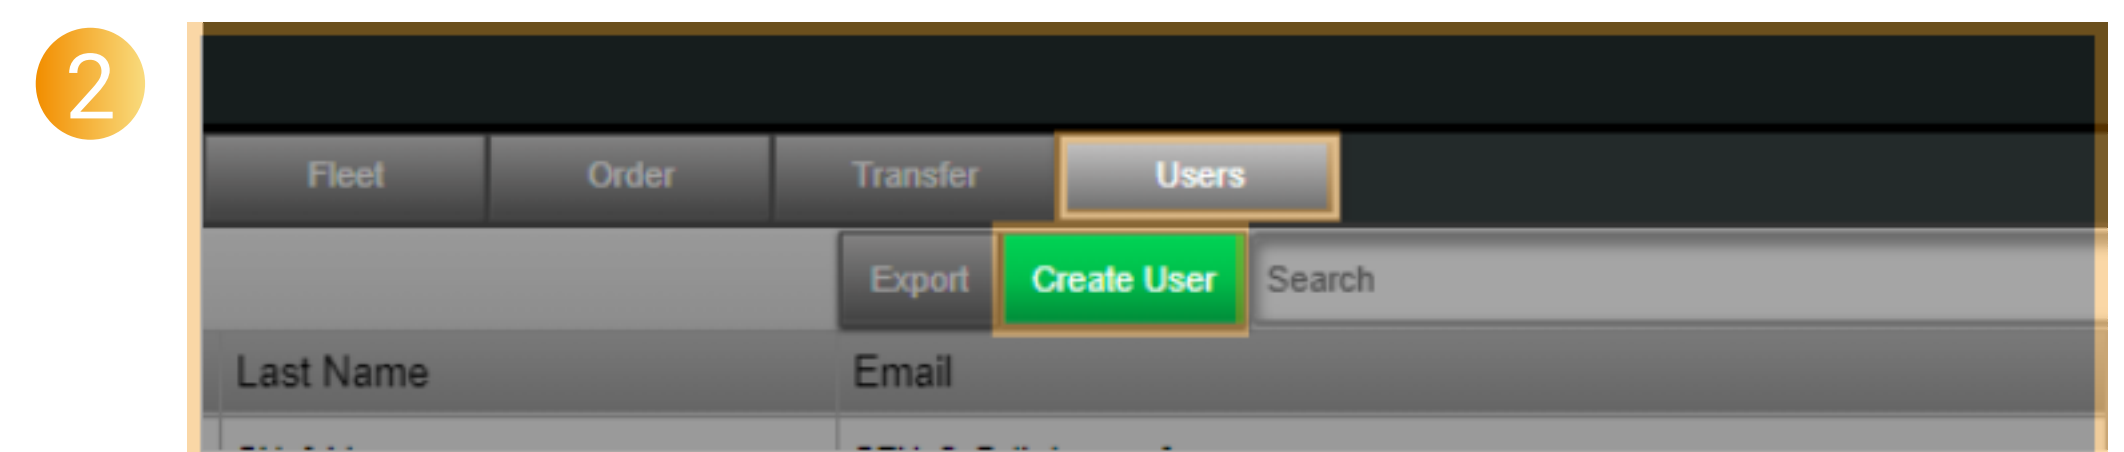 2
Fleet Order Transfer Users
Export Create User Search
Last Name Email